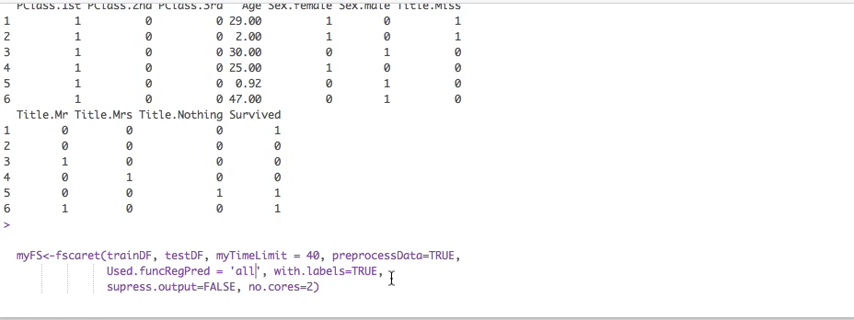 PClass.1st PClass.2nd PClass.3rd Age Sex.female Sex.male Title.Miss
1 1 0 0 29.00 1 0 1
2 1 0 0 2.00 1 0 1
3 1 0 0 30.00 0 1 0
4 1 0 0 25.00 1 0 0
5 1 0 0 0.92 0 1 0
6 1 0 0 47.00 0 1 0
Title.Mr Title.Mrs Title.Nothing Survived
1 0 0 0 1
2 0 0 0 0
3 1 0 0 0
4 0 1 0 0
5 0 0 1 1
6 1 0 0 1
>
myFS<-fscaret(trainDF, testDF, myTimeLimit = 40, preprocessData=TRUE,
Used.funcRegPred = 'all', with.labels=TRUE,
supress.output=FALSE, no.cores=2)